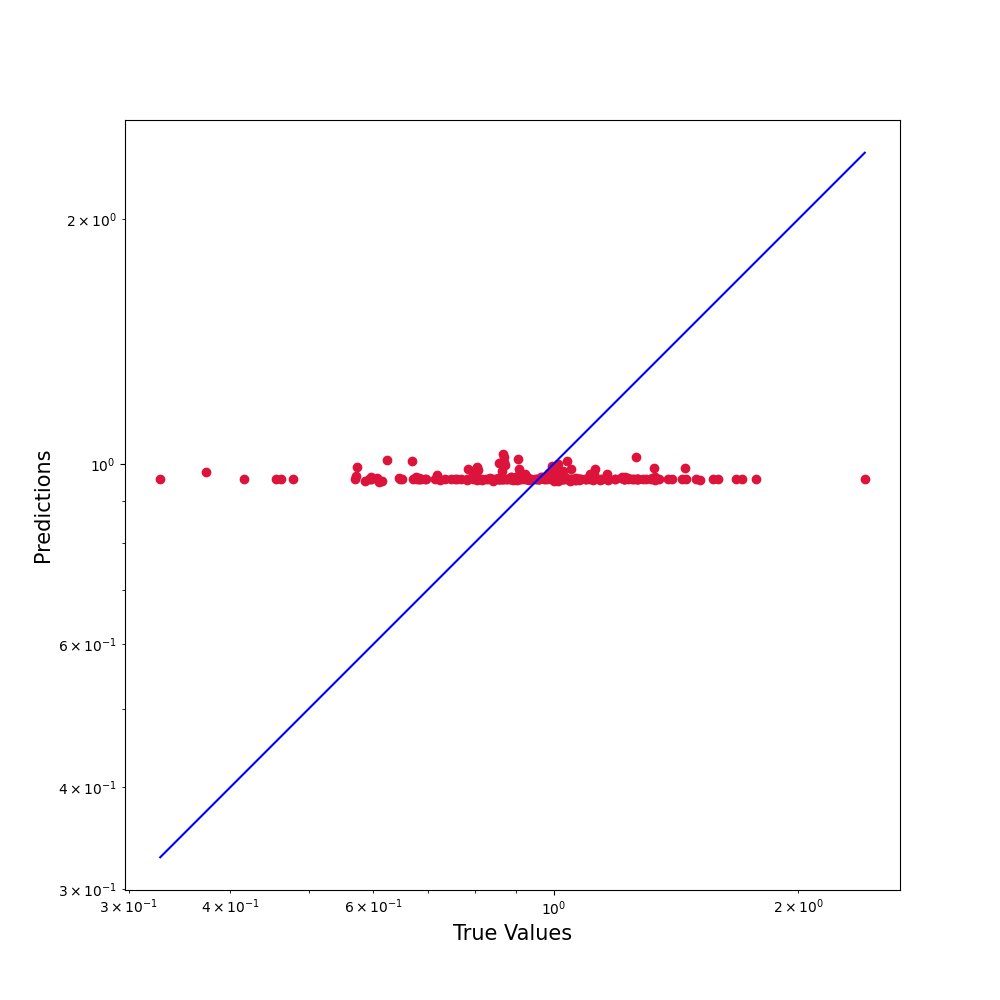 2 × 10⁰
10⁰
6 × 10⁻¹
4 × 10⁻¹
3 × 10⁻¹
3 × 10⁻¹ 4 × 10⁻¹ 6 × 10⁻¹ 10⁰ 2 × 10⁰
True Values
Predictions